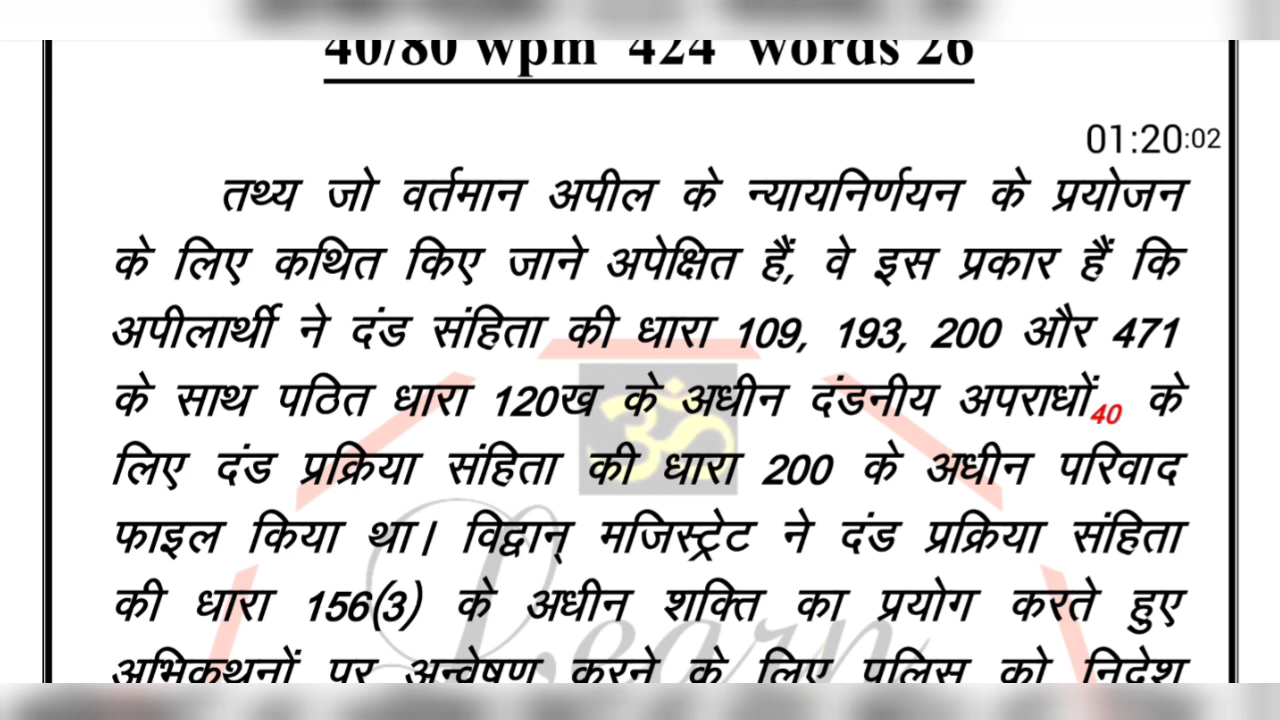 40/80 wpm 424 words 26
01:20:02
तथ्य जो वर्तमान अपील के न्यायनिर्णयन के प्रयोजन
के लिए कथित किए जाने अपेक्षित हैं, वे इस प्रकार हैं कि
अपीलार्थी ने दंड संहिता की धारा 109, 193, 200 और 471
के साथ पठित धारा 120ख के अधीन दंडनीय अपराधों40 के
लिए दंड प्रक्रिया संहिता की धारा 200 के अधीन परिवाद
फाइल किया था। विद्वान् मजिस्ट्रेट ने दंड प्रक्रिया संहिता
की धारा 156(3) के अधीन शक्ति का प्रयोग करते हुए
अभिकथनों पर अन्वेषण करने के लिए पुलिस को निदेश
ॐ
Learn